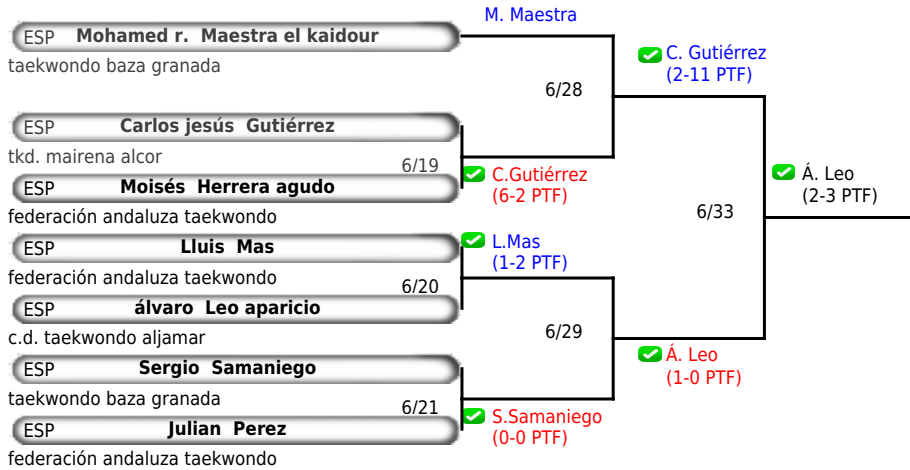 M. Maestra
ESP Mohamed r. Maestra el kaidour
taekwondo baza granada
C. Gutiérrez
(2-11 PTF)
6/28
ESP Carlos jesús Gutiérrez
tkd. mairena alcor
6/19
C.Gutiérrez
(6-2 PTF)
ESP Moisés Herrera agudo
federación andaluza taekwondo
Á. Leo
(2-3 PTF)
6/33
ESP Lluis Mas
federación andaluza taekwondo
L.Mas
(1-2 PTF)
6/20
ESP álvaro Leo aparicio
c.d. taekwondo aljamar
6/29
Á. Leo
(1-0 PTF)
ESP Sergio Samaniego
taekwondo baza granada
6/21
S.Samaniego
(0-0 PTF)
ESP Julian Perez
federación andaluza taekwondo